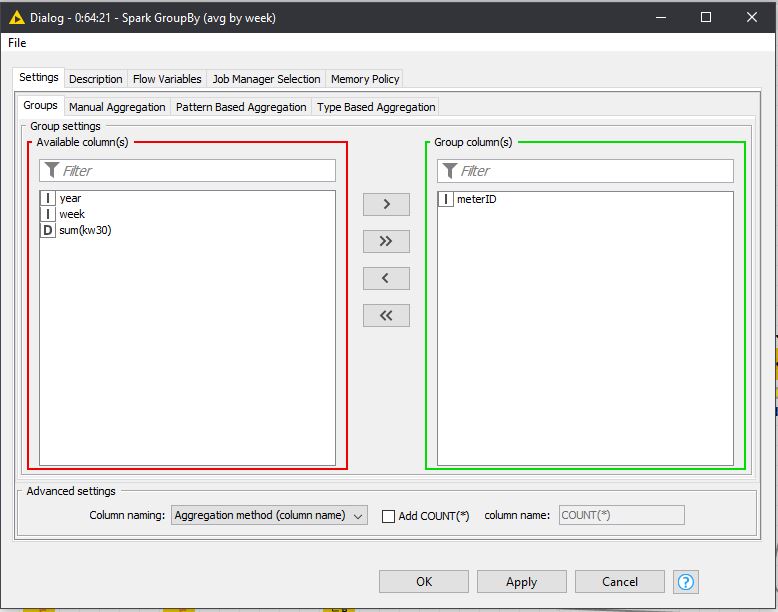 Dialog - 0:64:21 - Spark GroupBy (avg by week)
File
Settings Description Flow Variables Job Manager Selection Memory Policy
Groups Manual Aggregation Pattern Based Aggregation Type Based Aggregation
Group settings
Available column(s) Group column(s)
Filter Filter
I year I meterID
I week
D sum(kw30)
>
>>
<
<<
Advanced settings
Column naming: Aggregation method (column name) Add COUNT(*) column name: COUNT(*)
OK Apply Cancel ?